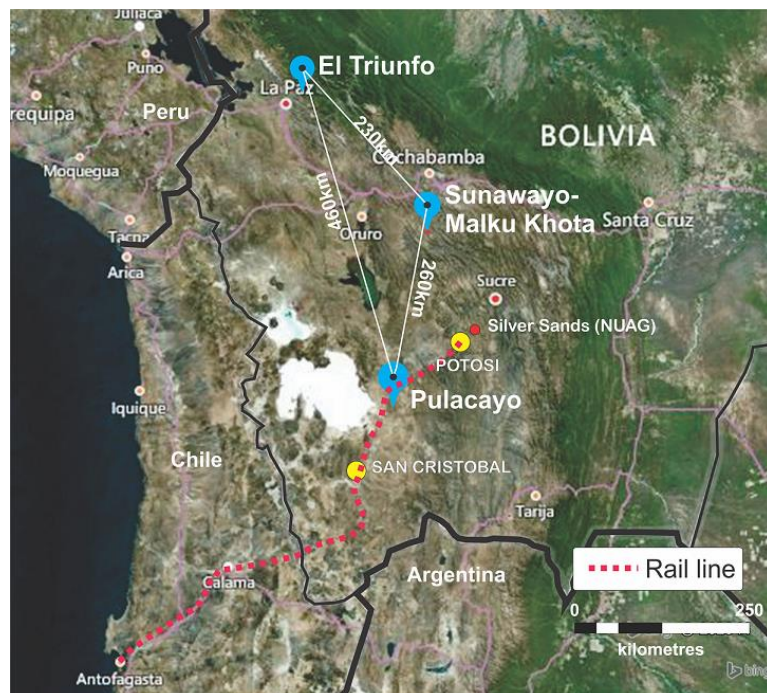 Juliaca
Puno
El Triunfo
La Paz
requipa
Peru
230km
BOLIVIA
Moquegua
Cochabamba
Sunawayo-
Malku Khota
460km
Santa Cruz
Tacna
Oruro
Arica
260km
Sucre
Silver Sands (NUAG)
POTOSI
Pulacayo
Iquique
Chile
SAN CRISTOBAL
Tarija
Argentina
Rail line
Calama
0
250
kilometres
Antofagasta
bing